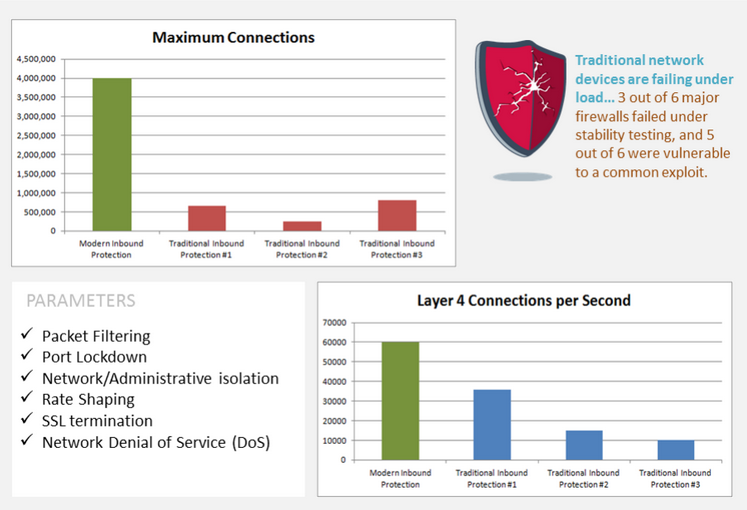 Maximum Connections
4,500,000
4,000,000
3,500,000
3,000,000
2,500,000
2,000,000
1,500,000
1,000,000
500,000
0
Modern Inbound
Protection
Traditional Inbound
Protection #1
Traditional Inbound
Protection #2
Traditional Inbound
Protection #3
Traditional network
devices are failing under
load... 3 out of 6 major
firewalls failed under
stability testing, and 5
out of 6 were vulnerable
to a common exploit.
PARAMETERS
✓ Packet Filtering
✓ Port Lockdown
✓ Network/Administrative isolation
✓ Rate Shaping
✓ SSL termination
✓ Network Denial of Service (DoS)
Layer 4 Connections per Second
70000
60000
50000
40000
30000
20000
10000
0
Modern Inbound
Protection
Traditional Inbound
Protection #1
Traditional Inbound
Protection #2
Traditional Inbound
Protection #3